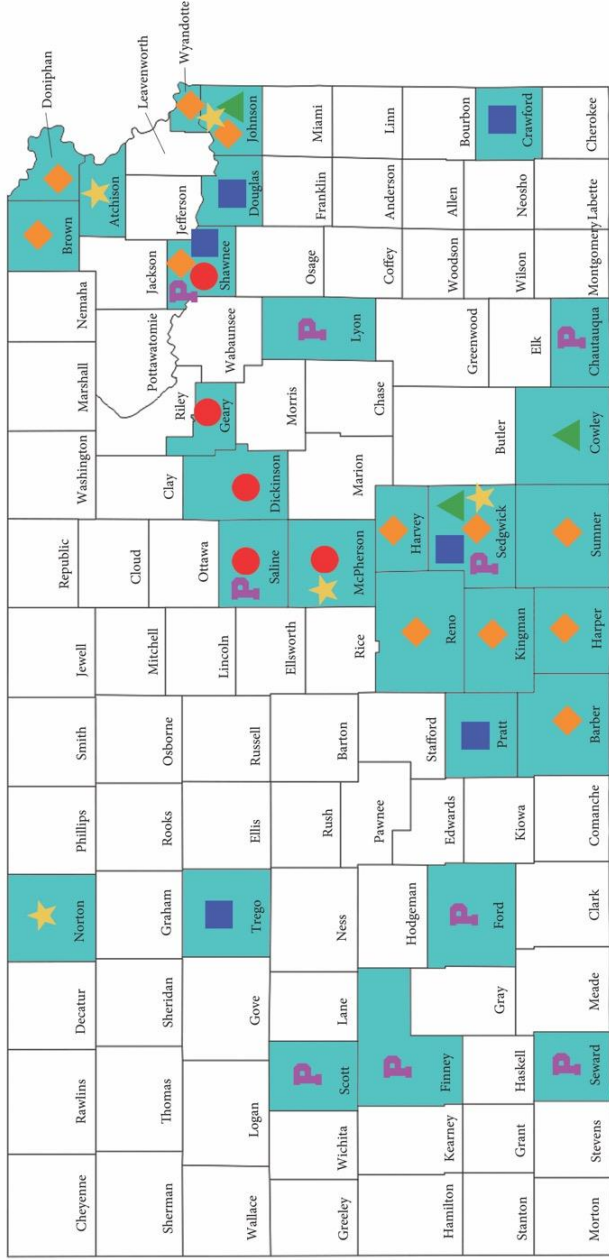 Cheyenne
Rawlins
Decatur
Norton
Phillips
Smith
Jewell
Republic
Washington
Marshall
Nemaha
Brown
Doniphan
Sherman
Thomas
Sheridan
Graham
Rooks
Osborne
Mitchell
Cloud
Clay
Riley
Pottawatomie
Jackson
Atchison
Jefferson
Leavenworth
Wyandotte
Wallace
Logan
Gove
Trego
Ellis
Russell
Lincoln
Ottawa
Saline
Dickinson
Geary
Wabaunsee
Shawnee
P
Douglas
Johnson
Greeley
Wichita
Scott
P
Lane
Ness
Rush
Barton
Ellsworth
Rice
McPherson
P
Marion
Morris
Chase
Lyon
P
Osage
Coffey
Franklin
Anderson
Miami
Linn
Hamilton
Kearney
Finney
P
Gray
Hodgeman
Ford
P
Pawnee
Edwards
Stafford
Pratt
Reno
Kingman
Harvey
Sedgwick
P
Butler
Greenwood
Elk
Woodson
Wilson
Allen
Neosho
Bourbon
Crawford
Stanton
Grant
Haskell
Kiowa
Morton
Stevens
Seward
P
Meade
Clark
Comanche
Barber
Harper
Sumner
Cowley
Chautauqua
P
Montgomery
Labette
Cherokee